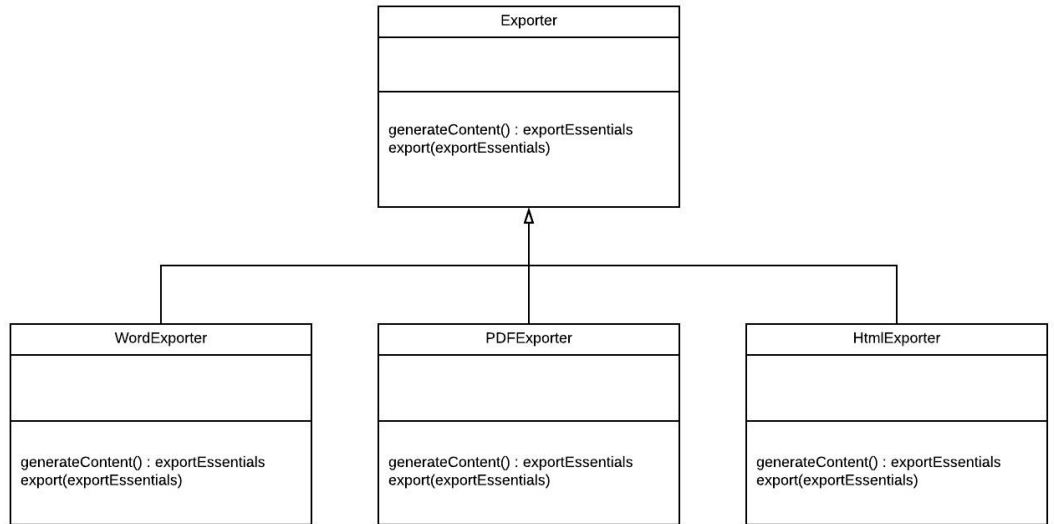 Exporter
generateContent() : exportEssentials
export(exportEssentials)
WordExporter
generateContent() : exportEssentials
export(exportEssentials)
PDFExporter
generateContent() : exportEssentials
export(exportEssentials)
HtmlExporter
generateContent() : exportEssentials
export(exportEssentials)